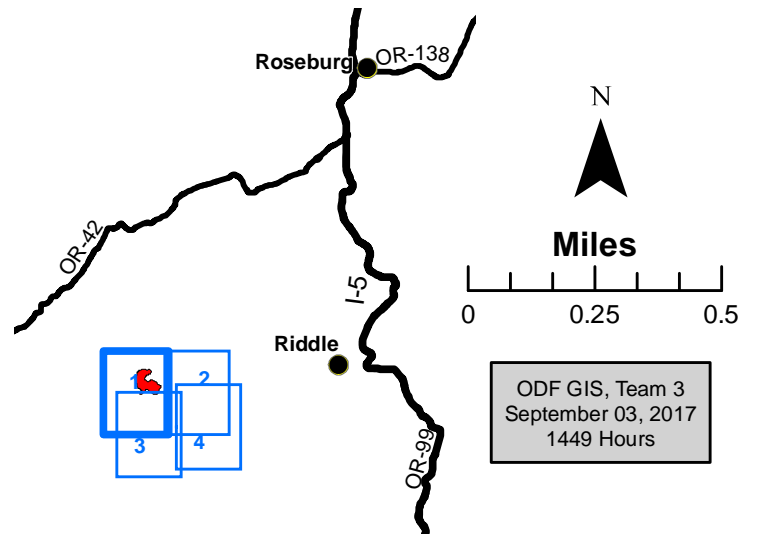 Roseburg
OR-138
N
OR-42
Miles
0 0.25 0.5
I-5
Riddle
1 2
3 4
ODF GIS, Team 3
September 03, 2017
1449 Hours
OR-99